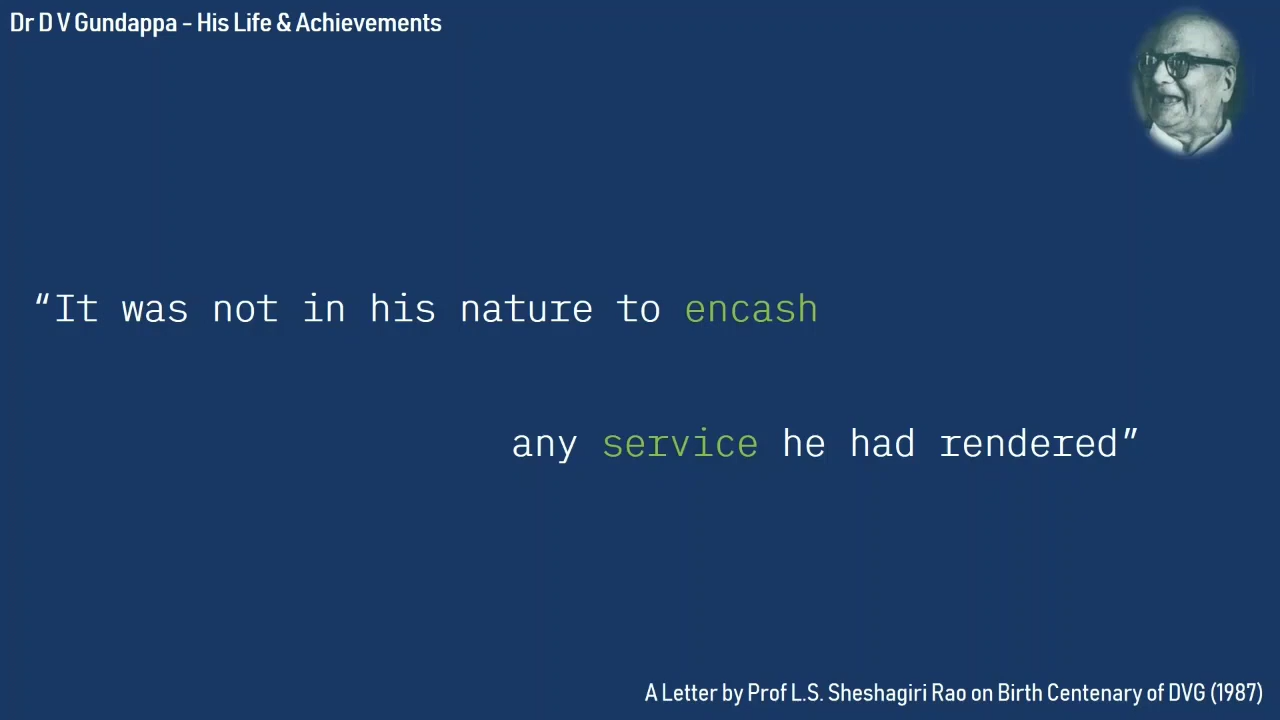 Dr D V Gundappa - His Life & Achievements
“It was not in his nature to encash
any service he had rendered”
A Letter by Prof L.S. Sheshagiri Rao on Birth Centenary of DVG (1987)